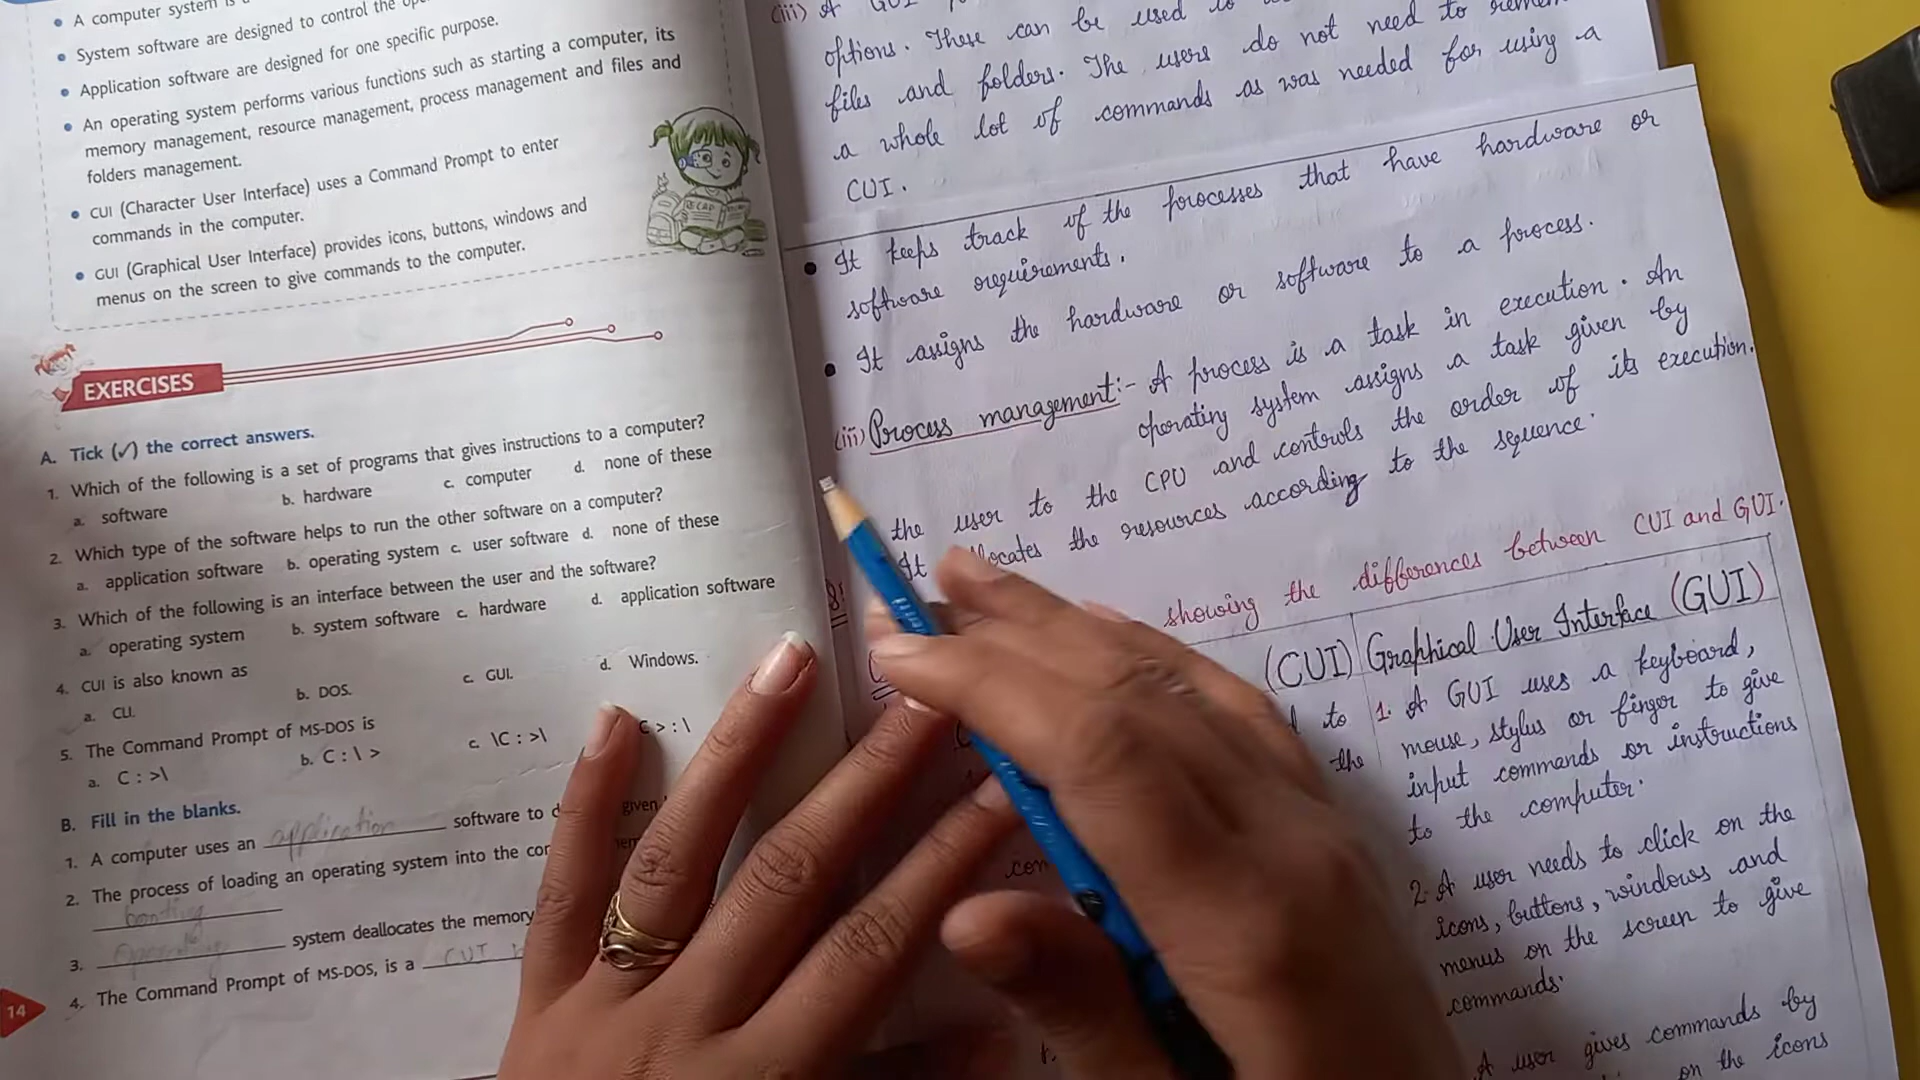 A computer system is a
System software are designed to control the
Application software are designed for one specific purpose.
An operating system performs various functions such as starting a computer, its
memory management, resource management, process management and files and
folders management.
CUI (Character User Interface) uses a Command Prompt to enter
commands in the computer.
GUI (Graphical User Interface) provides icons, buttons, windows and
menus on the screen to give commands to the computer.
RECAP
EXERCISES
A. Tick (✓) the correct answers.
1. Which of the following is a set of programs that gives instructions to a computer?
a. software b. hardware c. computer d. none of these
2. Which type of the software helps to run the other software on a computer?
a. application software b. operating system c. user software d. none of these
3. Which of the following is an interface between the user and the software?
a. operating system b. system software c. hardware d. application software
4. CUI is also known as
a. CLI. b. DOS. c. GUI. d. Windows.
5. The Command Prompt of MS-DOS is
a. C : >\ b. C : \ > c. \C : >\ C > : \
B. Fill in the blanks.
1. A computer uses an application software to given
2. The process of loading an operating system into the
booting
3. Operating system deallocates the memory
4. The Command Prompt of MS-DOS, is a CUI
14
(iii) A GUI
options. These can be used to
files and folders. The users do not need to
a whole lot of commands as was needed for using a
CUI.
It keeps track of the processes that have hardware or
software requirements.
It assigns the hardware or software to a process.
(iii) Process management:- A process is a task in execution. An
operating system assigns a task given by
the user to the CPU and controls the order of its execution.
It allocates the resources according to the sequence.
showing the differences between CUI and GUI.
(CUI) Graphical User Interface (GUI)
to 1. A GUI uses a keyboard,
the mouse, stylus or finger to give
input commands or instructions
to the computer.
2. A user needs to click on the
icons, buttons, windows and
menus on the screen to give
commands.
A user gives commands by
on the icons